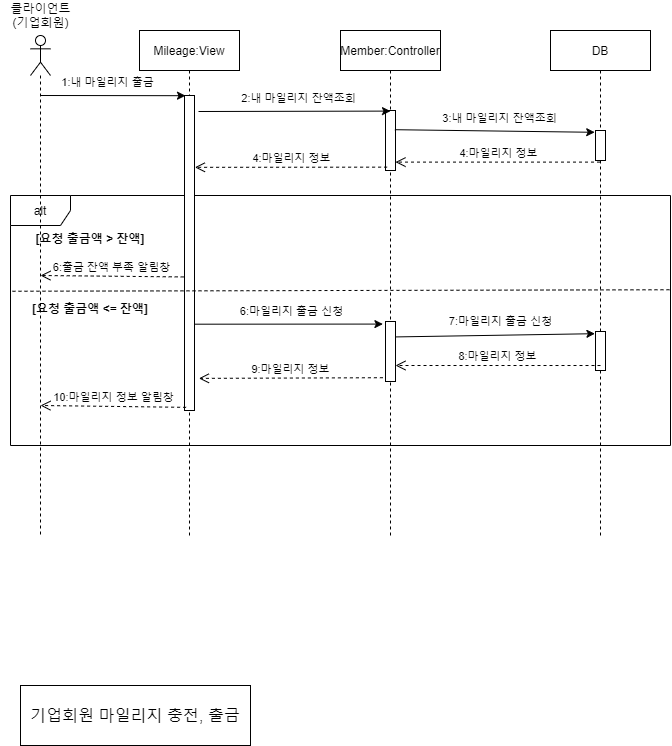 클라이언트
(기업회원)
Mileage:View
Member:Controller
DB
1:내 마일리지 출금
2:내 마일리지 잔액조회
3:내 마일리지 잔액조회
4:마일리지 정보
4:마일리지 정보
alt
[요청 출금액 > 잔액]
6:출금 잔액 부족 알림창
[요청 출금액 <= 잔액]
6:마일리지 출금 신청
7:마일리지 출금 신청
8:마일리지 정보
9:마일리지 정보
10:마일리지 정보 알림창
기업회원 마일리지 충전, 출금